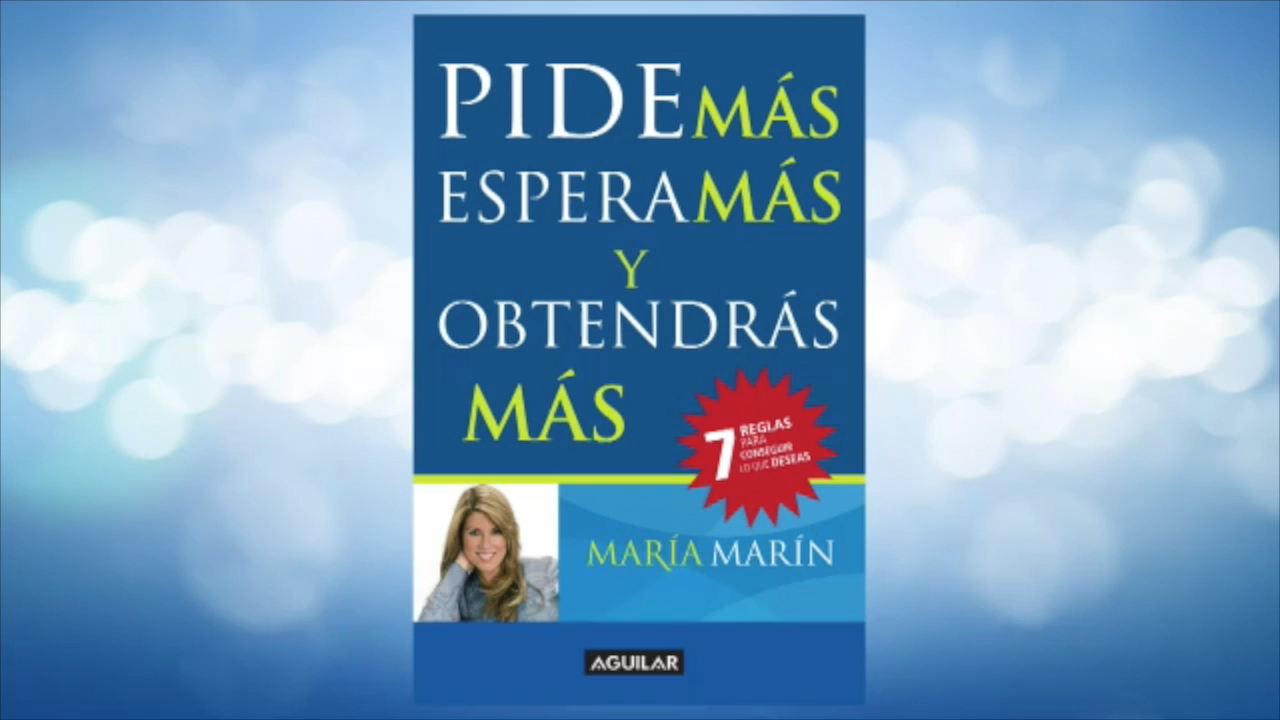 PIDE MÁS
ESPERA MÁS
Y
OBTENDRÁS
MÁS
7 REGLAS
PARA
CONSEGUIR
LO QUE DESEAS
MARÍA MARÍN
AGUILAR